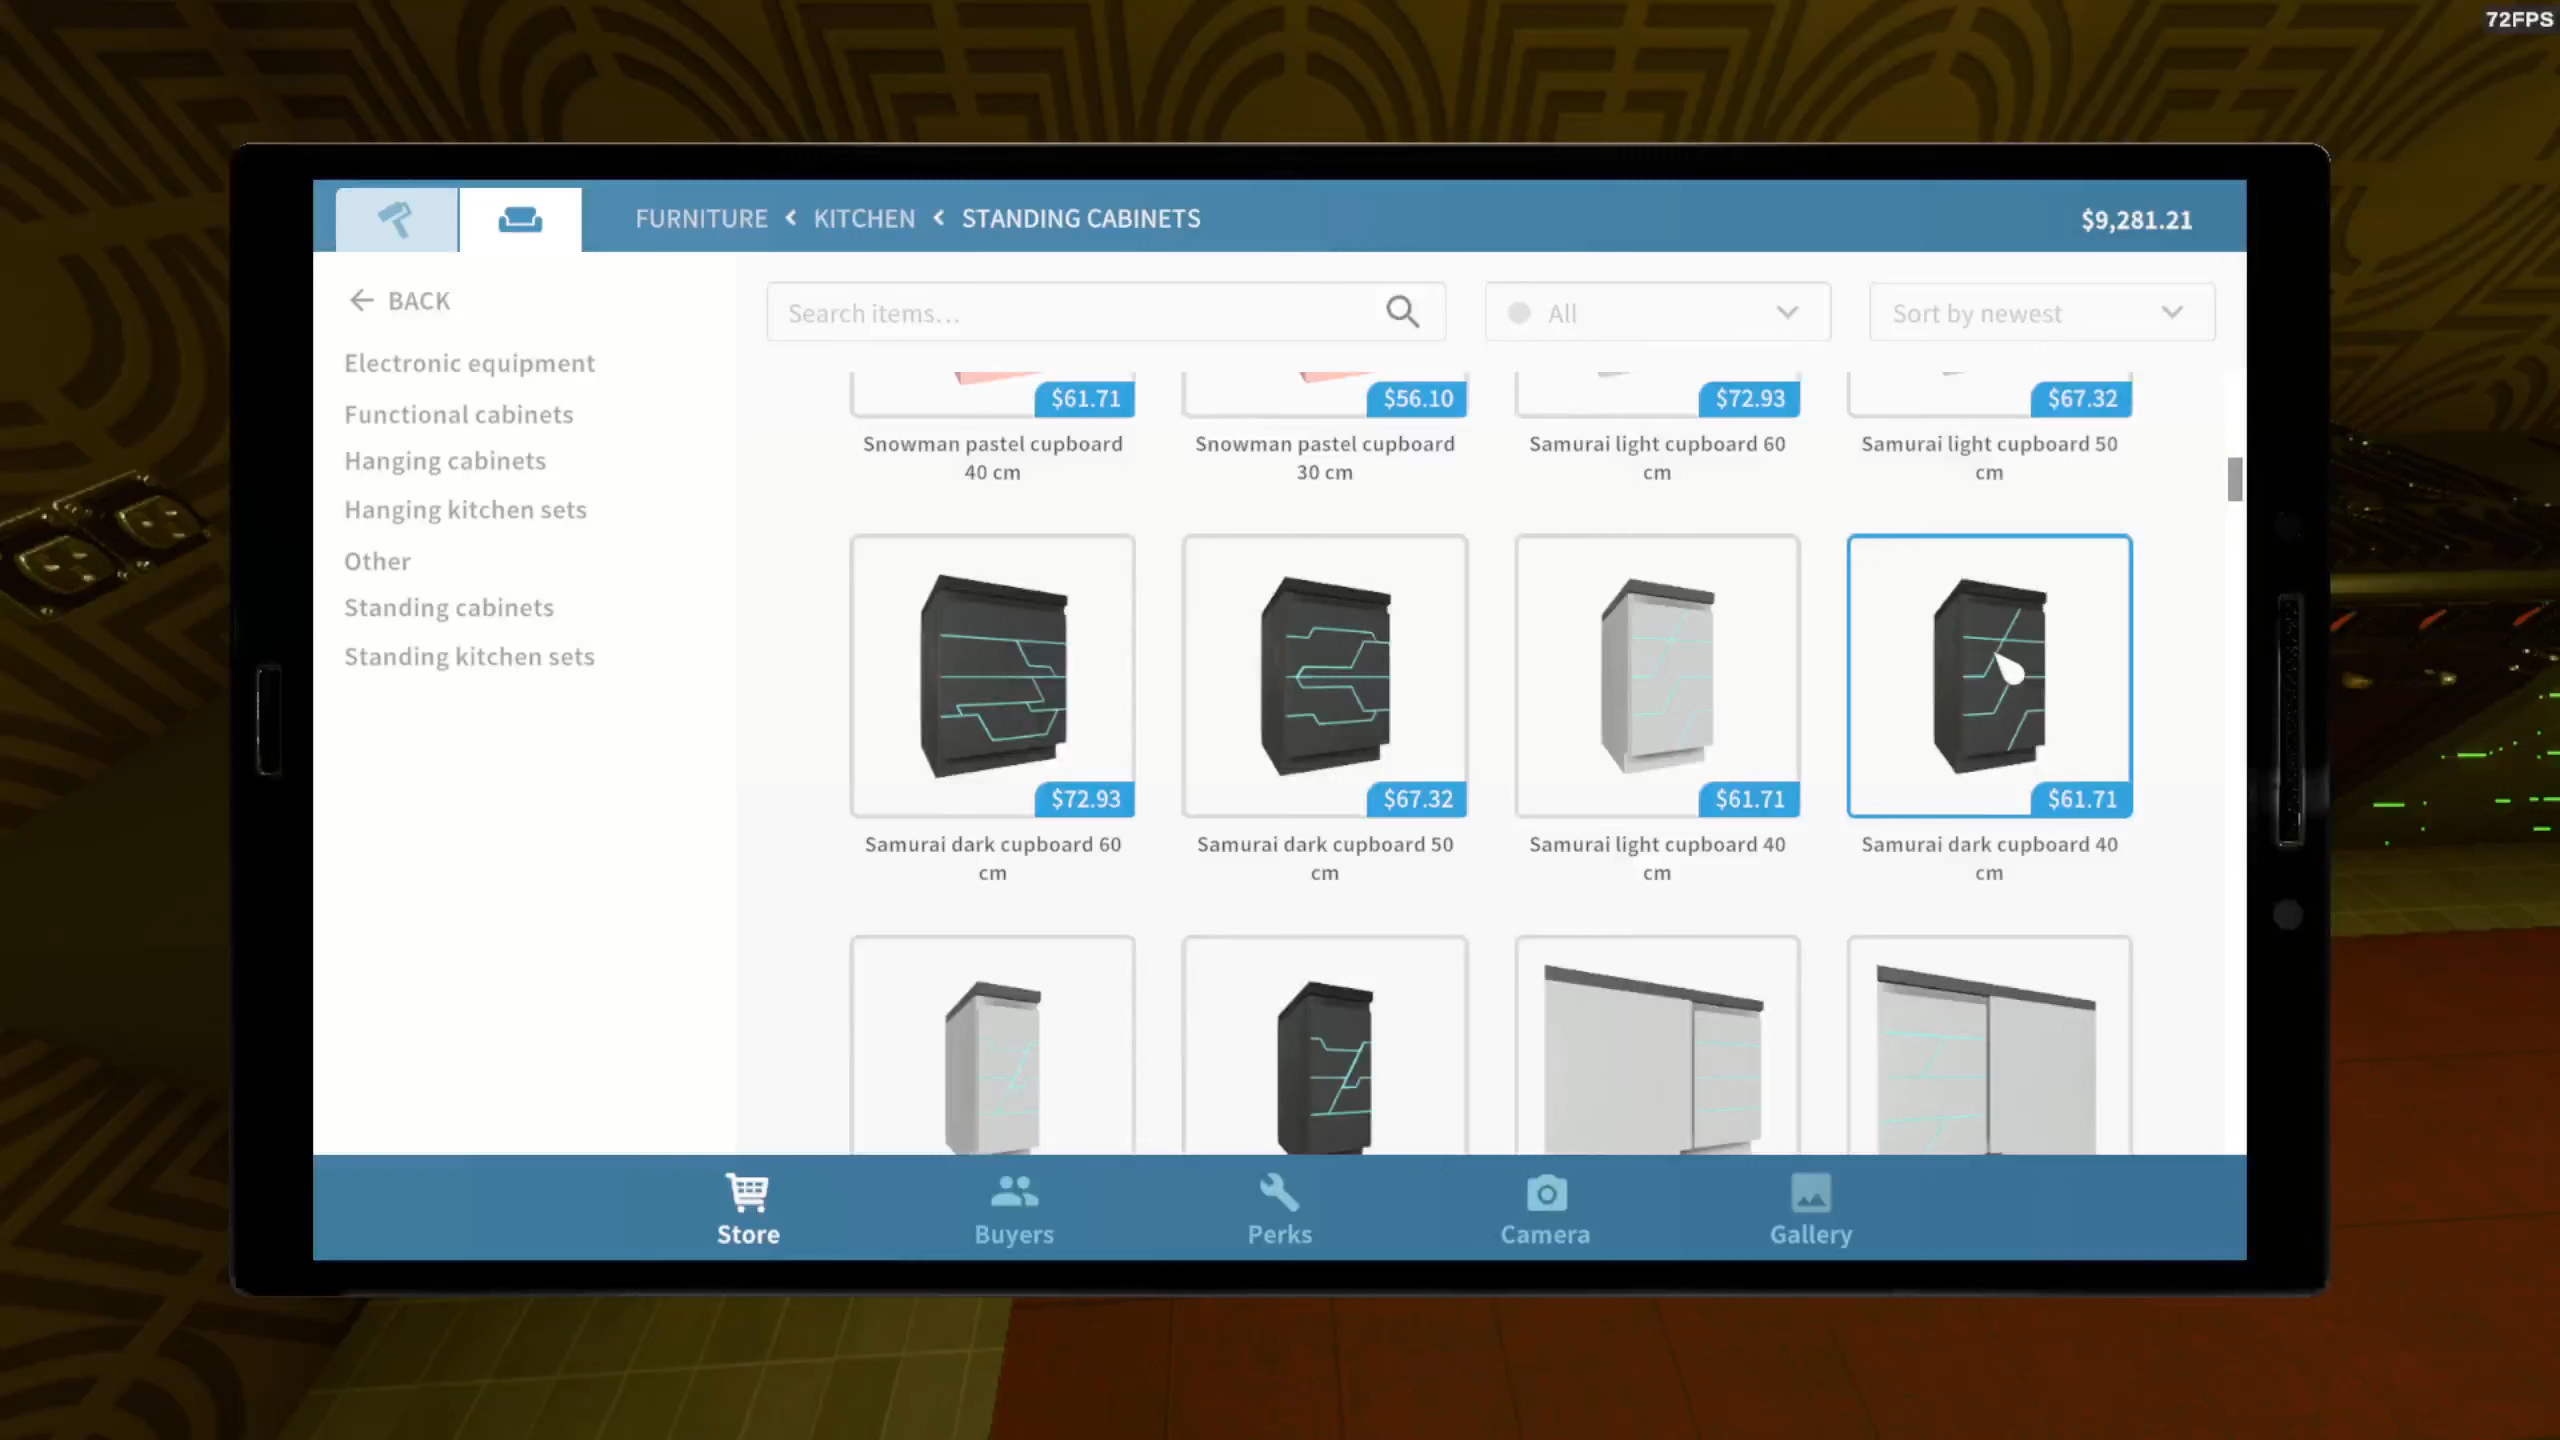 72FPS
FURNITURE < KITCHEN < STANDING CABINETS
$9,281.21
BACK
Search items...
All
Sort by newest
Electronic equipment
Functional cabinets
Hanging cabinets
Hanging kitchen sets
Other
Standing cabinets
Standing kitchen sets
$61.71
$56.10
$72.93
$67.32
Snowman pastel cupboard
40 cm
Snowman pastel cupboard
30 cm
Samurai light cupboard 60
cm
Samurai light cupboard 50
cm
$72.93
$67.32
$61.71
$61.71
Samurai dark cupboard 60
cm
Samurai dark cupboard 50
cm
Samurai light cupboard 40
cm
Samurai dark cupboard 40
cm
Store
Buyers
Perks
Camera
Gallery